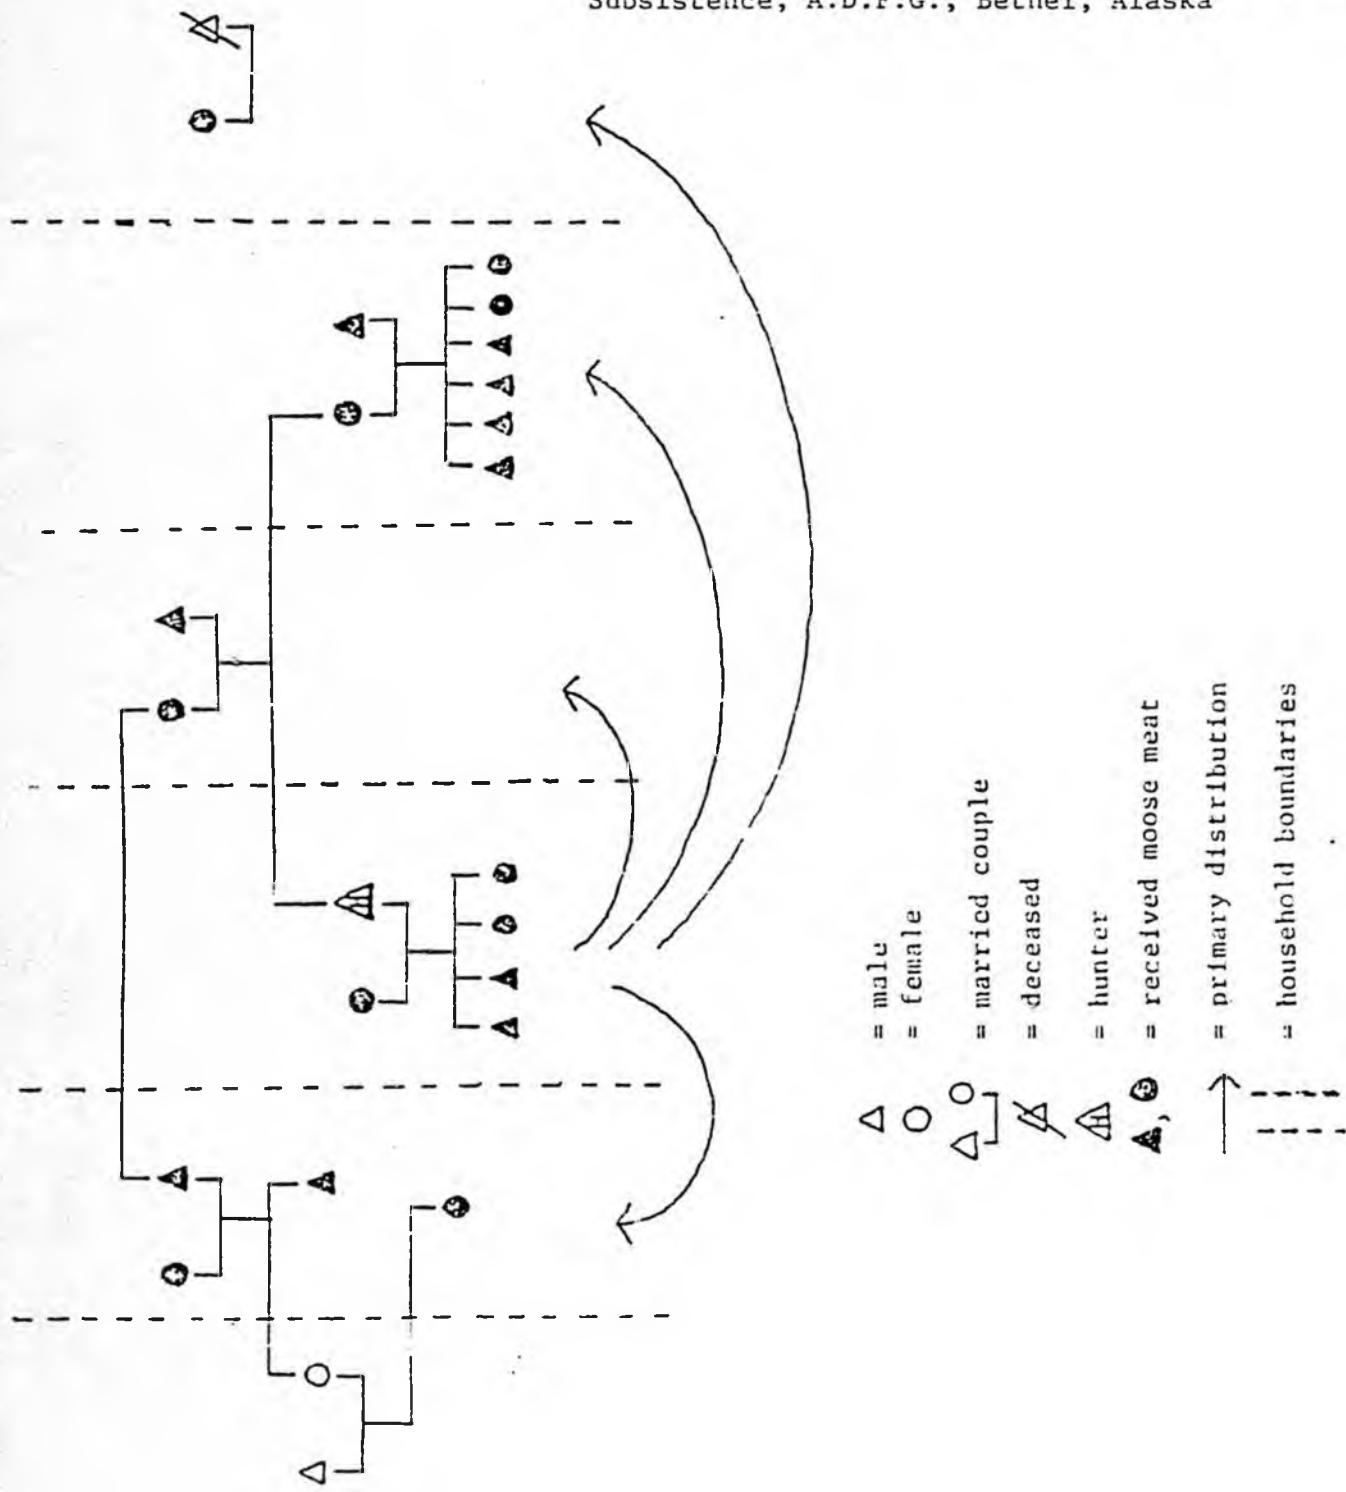 Subsistence, A.D.F.G., Bethel, Alaska
= male
= female
= married couple
= deceased
= hunter
, = received moose meat
= primary distribution
= household boundaries